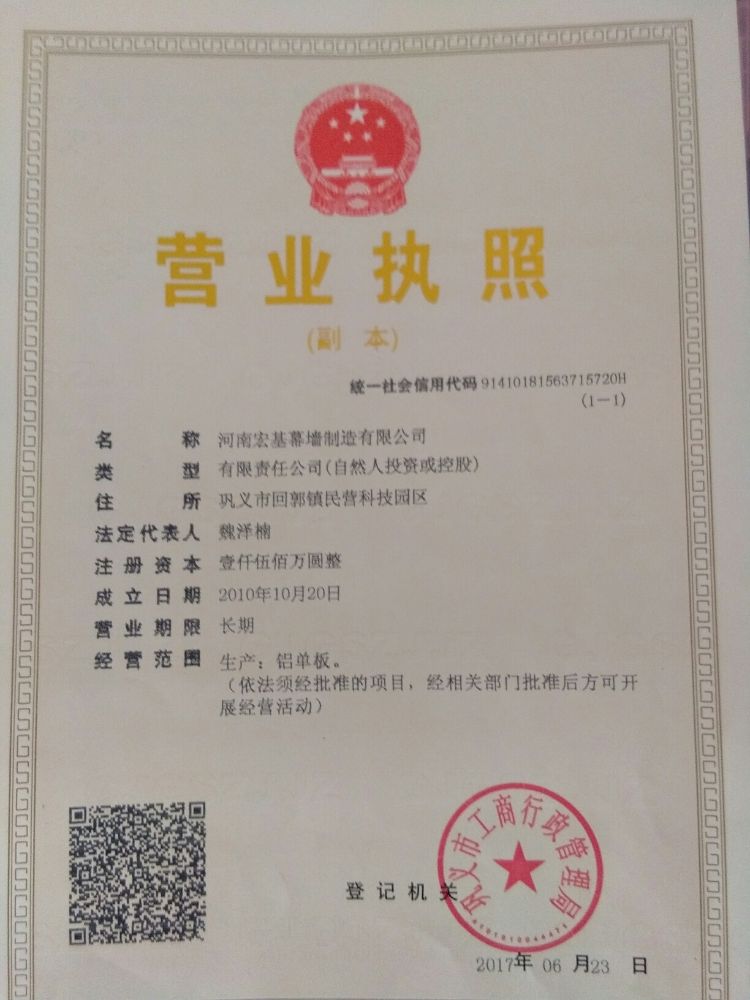 营业执照
(副 本)
统一社会信用代码 91410181563715720H
(1—1)
名 称 河南宏基幕墙制造有限公司
类 型 有限责任公司(自然人投资或控股)
住 所 巩义市回郭镇民营科技园区
法定代表人 魏泽楠
注册资本 壹仟伍佰万圆整
成立日期 2010年10月20日
营业期限 长期
经营范围 生产：铝单板。
（依法须经批准的项目，经相关部门批准后方可开
展经营活动）
巩义市工商行政管理局
登记机关
2017年 06 月23 日